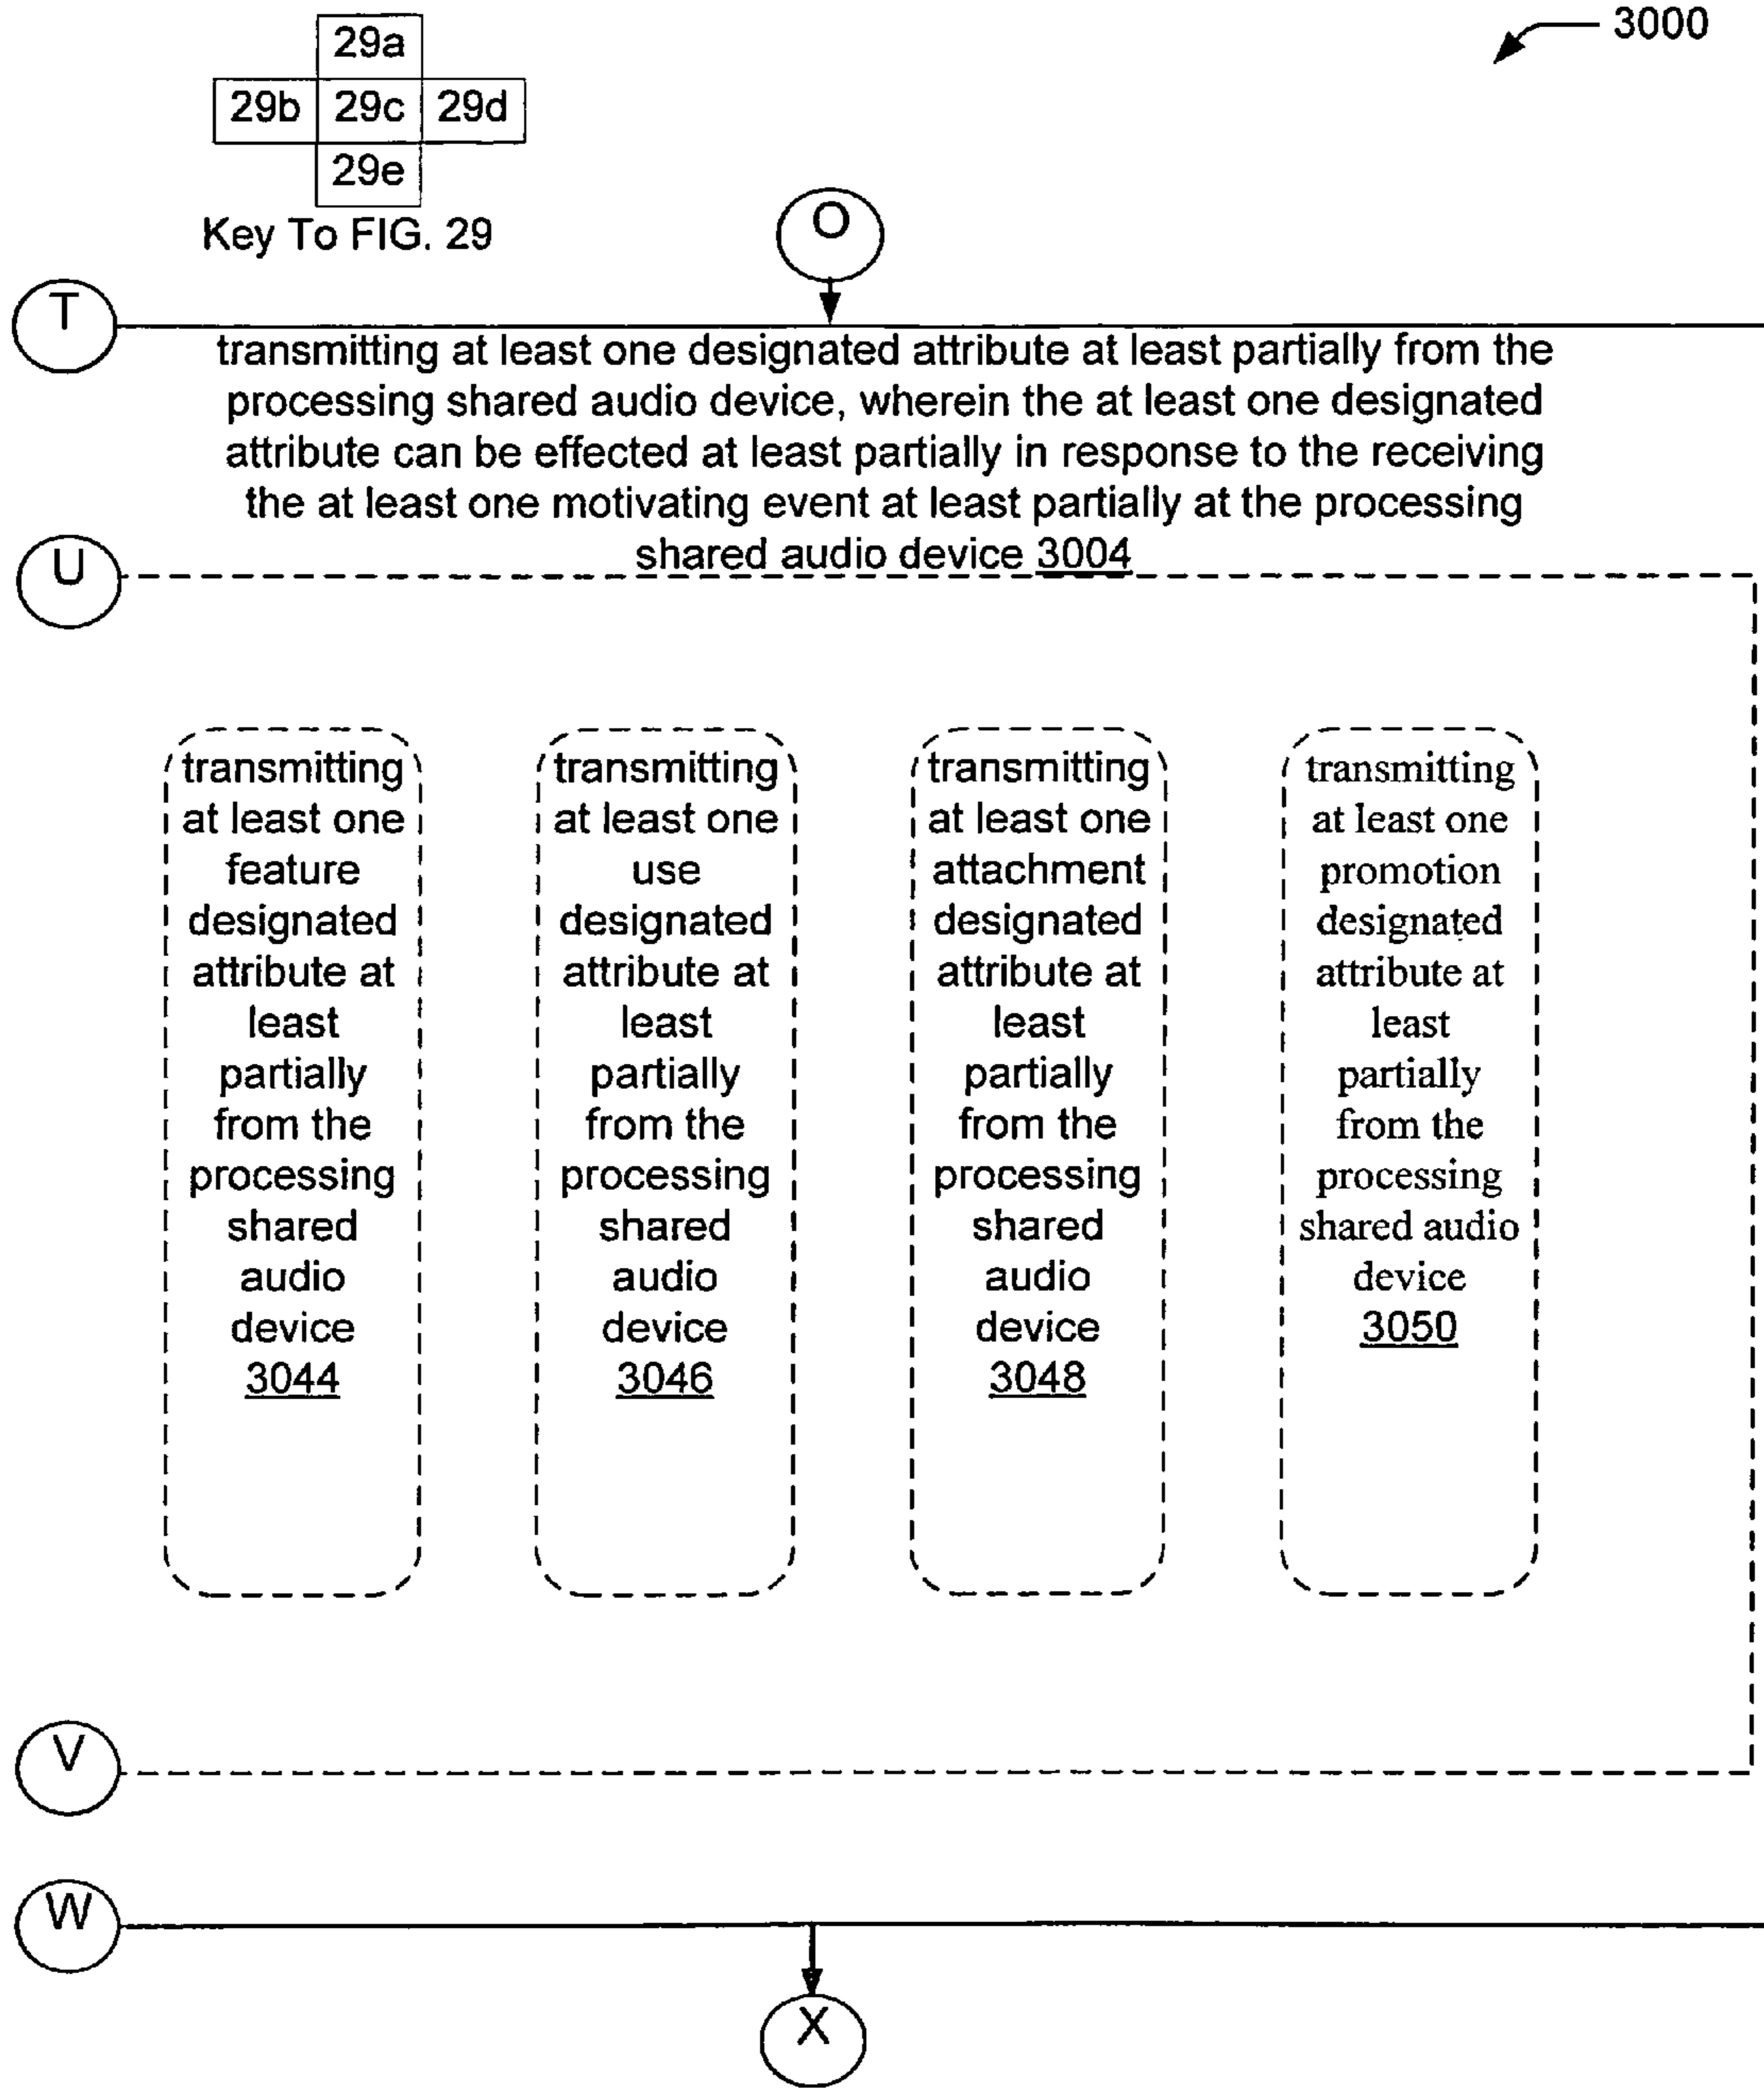 3000
29a
29b 29c 29d
29e
Key To FIG. 29
O
T
transmitting at least one designated attribute at least partially from the
processing shared audio device, wherein the at least one designated
attribute can be effected at least partially in response to the receiving
the at least one motivating event at least partially at the processing
shared audio device 3004
U
transmitting
at least one
feature
designated
attribute at
least
partially
from the
processing
shared
audio
device
3044
transmitting
at least one
use
designated
attribute at
least
partially
from the
processing
shared
audio
device
3046
transmitting
at least one
attachment
designated
attribute at
least
partially
from the
processing
shared
audio
device
3048
transmitting
at least one
promotion
designated
attribute at
least
partially
from the
processing
shared audio
device
3050
V
W
X